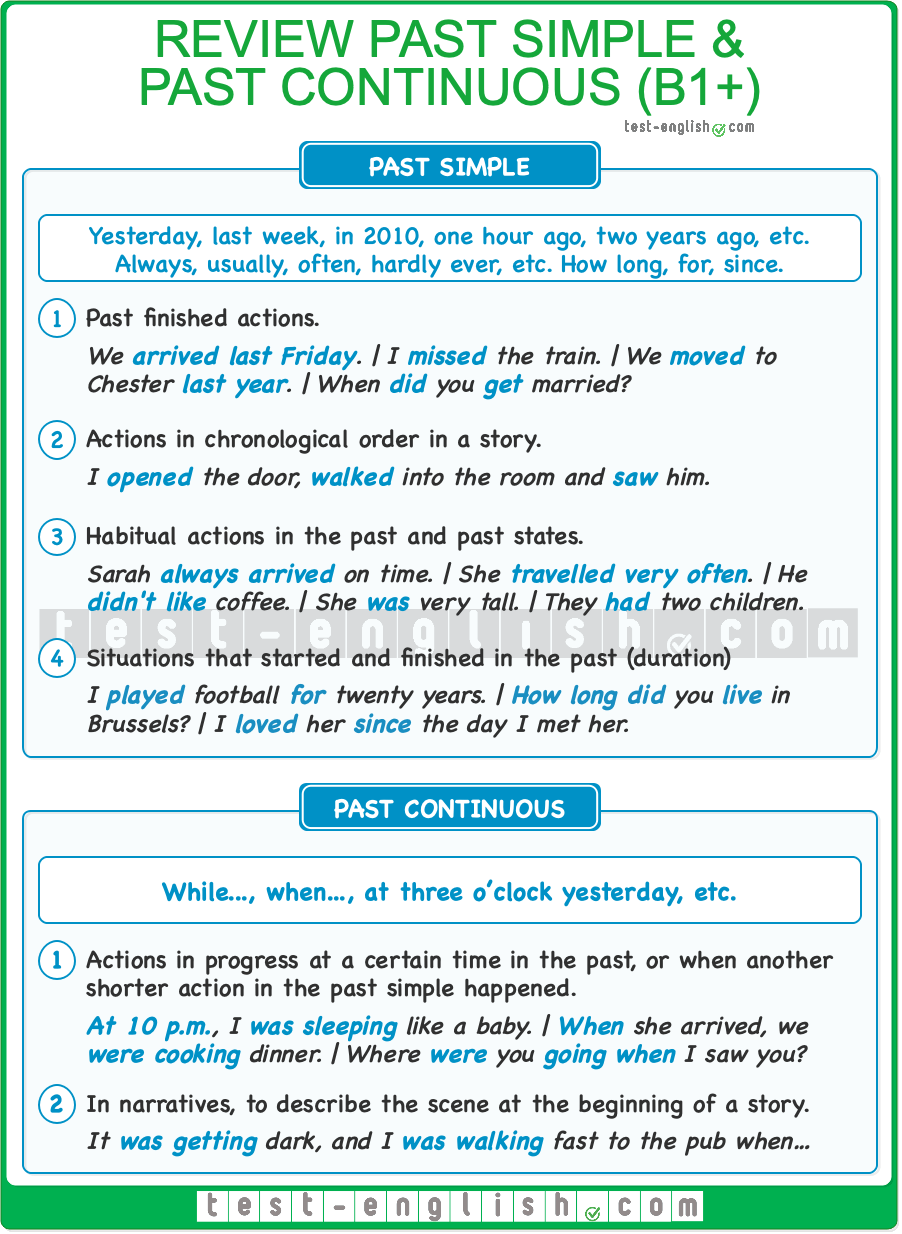 REVIEW PAST SIMPLE &
PAST CONTINUOUS (B1+)
test-english.com
PAST SIMPLE
Yesterday, last week, in 2010, one hour ago, two years ago, etc.
Always, usually, often, hardly ever, etc. How long, for, since.
1 Past finished actions.
We arrived last Friday. | I missed the train. | We moved to
Chester last year. | When did you get married?
2 Actions in chronological order in a story.
I opened the door, walked into the room and saw him.
3 Habitual actions in the past and past states.
Sarah always arrived on time. | She travelled very often. | He
didn't like coffee. | She was very tall. | They had two children.
test-english.com
4 Situations that started and finished in the past (duration)
I played football for twenty years. | How long did you live in
Brussels? | I loved her since the day I met her.
PAST CONTINUOUS
While..., when..., at three o'clock yesterday, etc.
1 Actions in progress at a certain time in the past, or when another
shorter action in the past simple happened.
At 10 p.m., I was sleeping like a baby. | When she arrived, we
were cooking dinner. | Where were you going when I saw you?
2 In narratives, to describe the scene at the beginning of a story.
It was getting dark, and I was walking fast to the pub when...
test-english.com